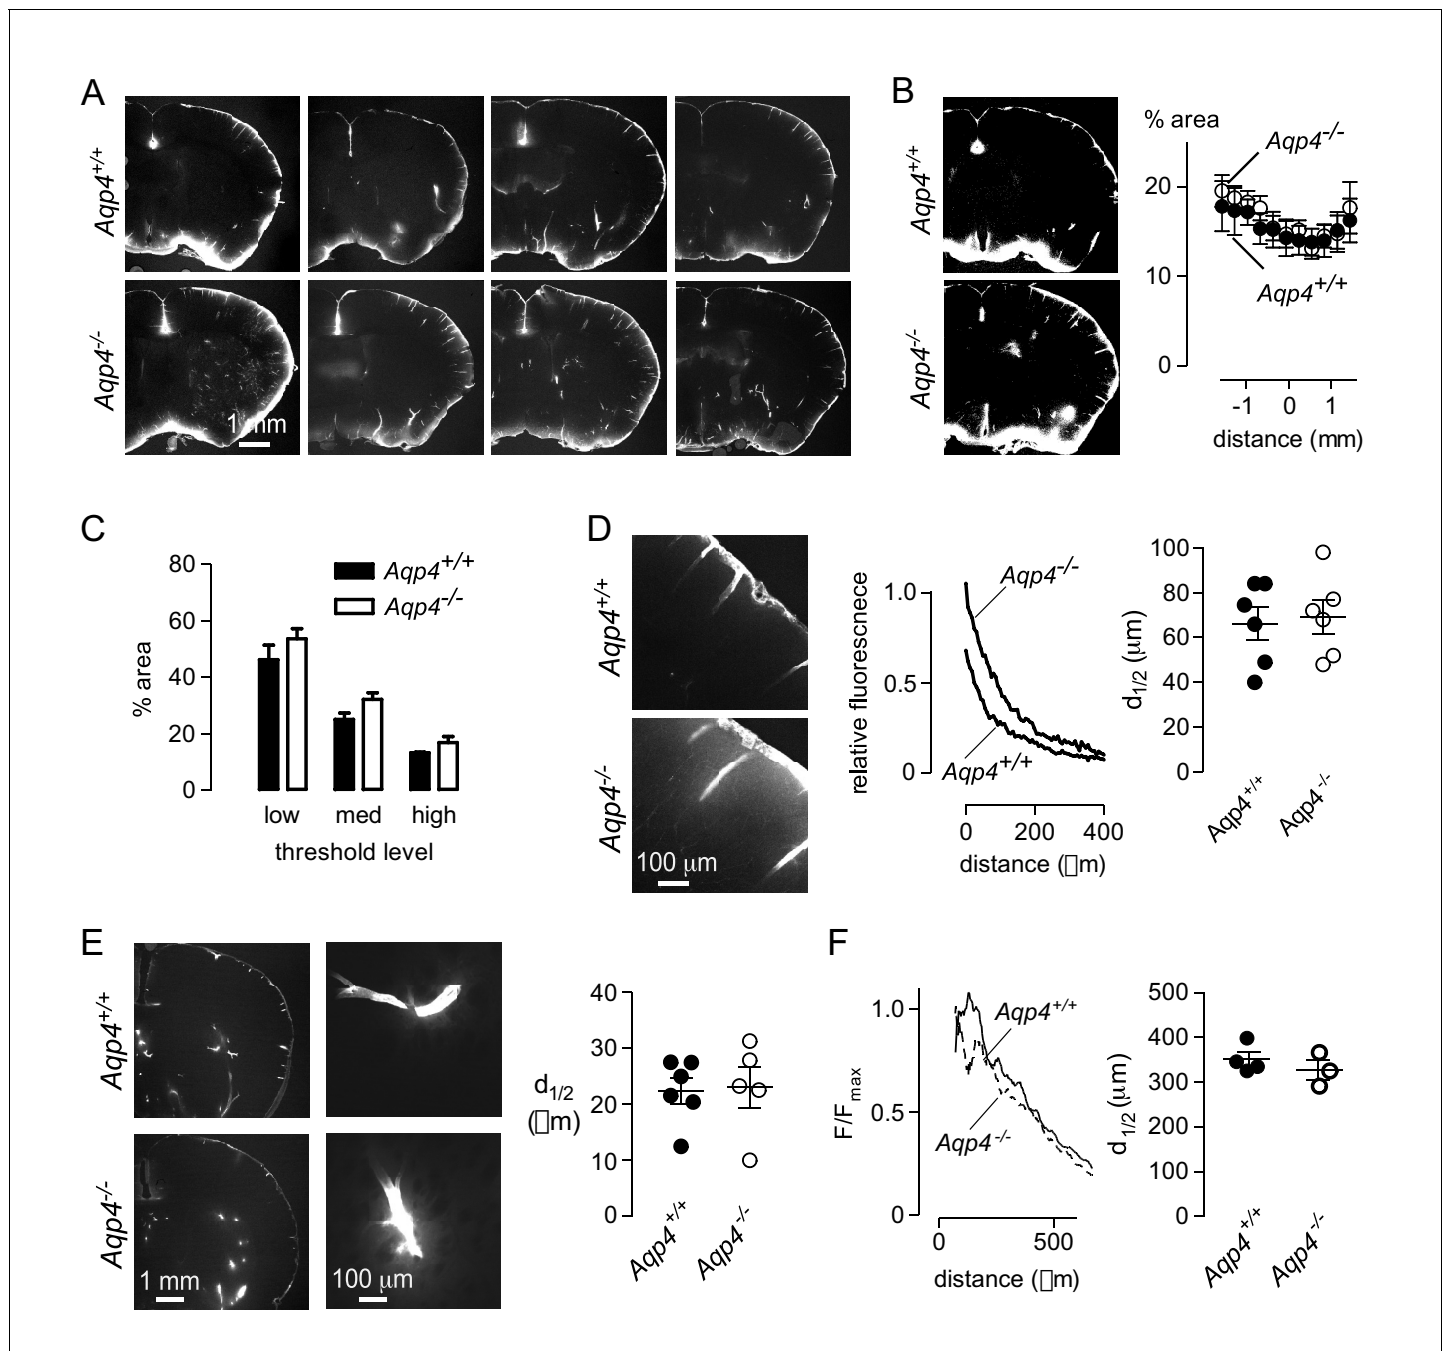 A
Aqp4+/+
Aqp4-/-
1 mm
B
Aqp4+/+
Aqp4-/-
% area
Aqp4-/-
Aqp4+/+
20
10
0
-1 0 1
distance (mm)
C
80
60
40
20
0
% area
Aqp4+/+
Aqp4-/-
low med high
threshold level
D
Aqp4+/+
Aqp4-/-
100 μm
relative fluorescnece
1.0
0.5
0
Aqp4-/-
Aqp4+/+
0 200 400
distance (□m)
d1/2 (μm)
100
80
60
40
20
0
Aqp4+/+
Aqp4-/-
E
Aqp4+/+
Aqp4-/-
1 mm
100 μm
d1/2
(□m)
40
30
20
10
0
Aqp4+/+
Aqp4-/-
F
F/Fmax
1.0
0.5
0
Aqp4+/+
Aqp4-/-
0 500
distance (□m)
d1/2 (μm)
500
400
300
200
100
0
Aqp4+/+
Aqp4-/-